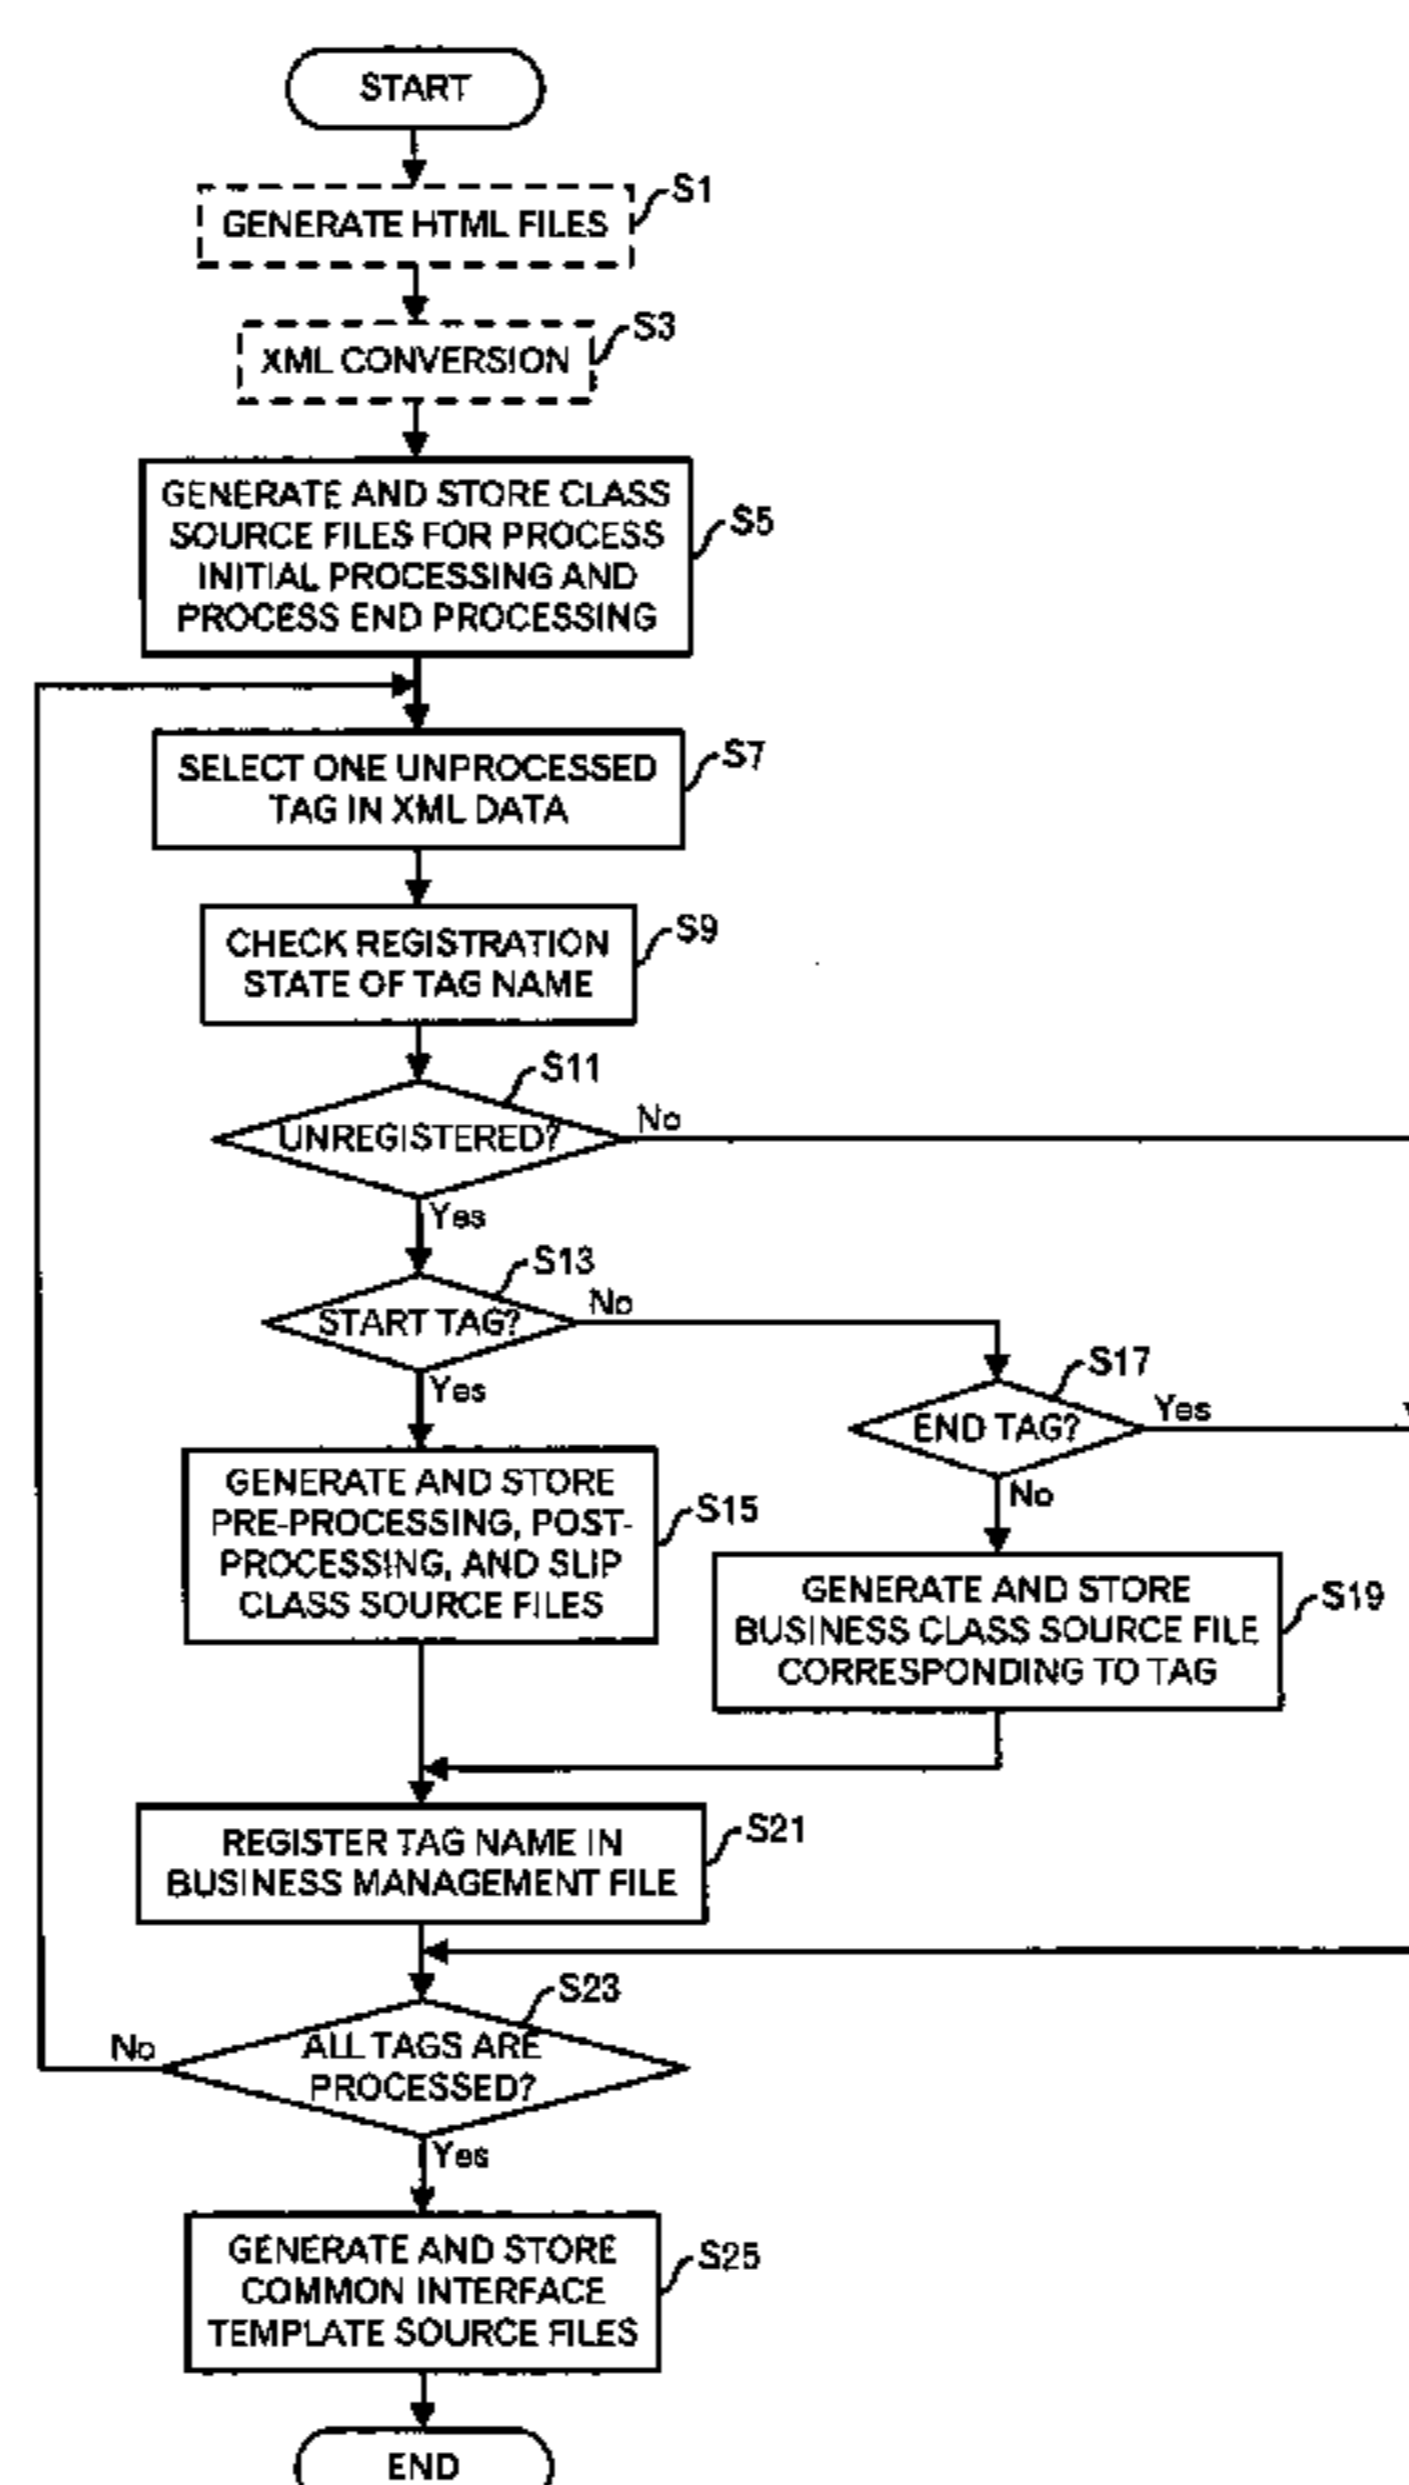 START
S1
GENERATE HTML FILES
S3
XML CONVERSION
GENERATE AND STORE CLASS
SOURCE FILES FOR PROCESS
INITIAL PROCESSING AND
PROCESS END PROCESSING
S5
SELECT ONE UNPROCESSED
TAG IN XML DATA
S7
CHECK REGISTRATION
STATE OF TAG NAME
S9
S11
UNREGISTERED?
No
Yes
S13
START TAG?
No
Yes
S17
END TAG?
Yes
No
GENERATE AND STORE
PRE-PROCESSING, POST-
PROCESSING, AND SLIP
CLASS SOURCE FILES
S15
GENERATE AND STORE
BUSINESS CLASS SOURCE FILE
CORRESPONDING TO TAG
S19
REGISTER TAG NAME IN
BUSINESS MANAGEMENT FILE
S21
S23
ALL TAGS ARE
PROCESSED?
No
Yes
GENERATE AND STORE
COMMON INTERFACE
TEMPLATE SOURCE FILES
S25
END